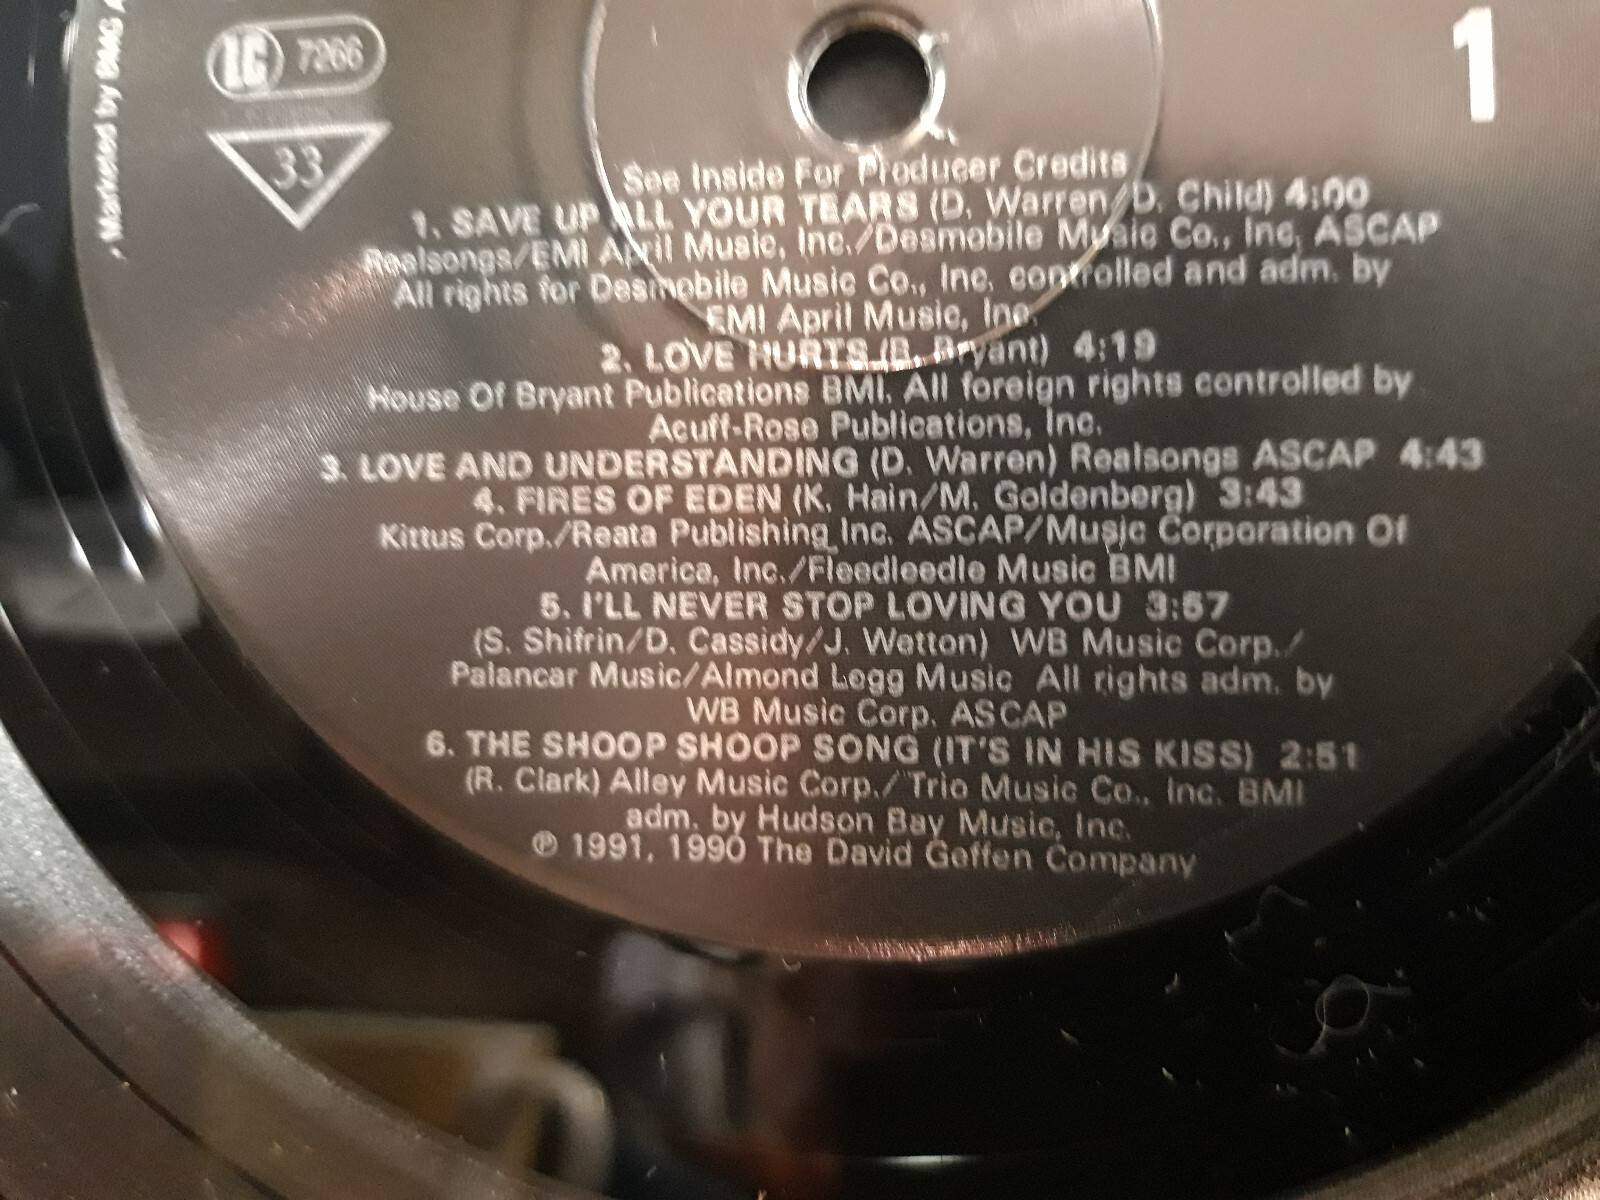 1
LC 7266
33
Marketed by BMG
See Inside For Producer Credits
1. SAVE UP ALL YOUR TEARS (D. Warren/D. Child) 4:00
Realsongs/EMI April Music, Inc./Desmobile Music Co., Inc, ASCAP
All rights for Desmobile Music Co., Inc. controlled and adm. by
EMI April Music, Inc.
2. LOVE HURTS (B. Bryant) 4:19
House Of Bryant Publications BMI. All foreign rights controlled by
Acuff-Rose Publications, Inc.
3. LOVE AND UNDERSTANDING (D. Warren) Realsongs ASCAP 4:43
4. FIRES OF EDEN (K. Hain/M. Goldenberg) 3:43
Kittus Corp./Reata Publishing Inc. ASCAP/Music Corporation Of
America, Inc./Fleedleedle Music BMI
5. I'LL NEVER STOP LOVING YOU 3:57
(S. Shifrin/D. Cassidy/J. Wetton) WB Music Corp./
Palancar Music/Almond Legg Music All rights adm. by
WB Music Corp. ASCAP
6. THE SHOOP SHOOP SONG (IT'S IN HIS KISS) 2:51
(R. Clark) Alley Music Corp./Trio Music Co., Inc. BMI
adm. by Hudson Bay Music, Inc.
℗ 1991, 1990 The David Geffen Company